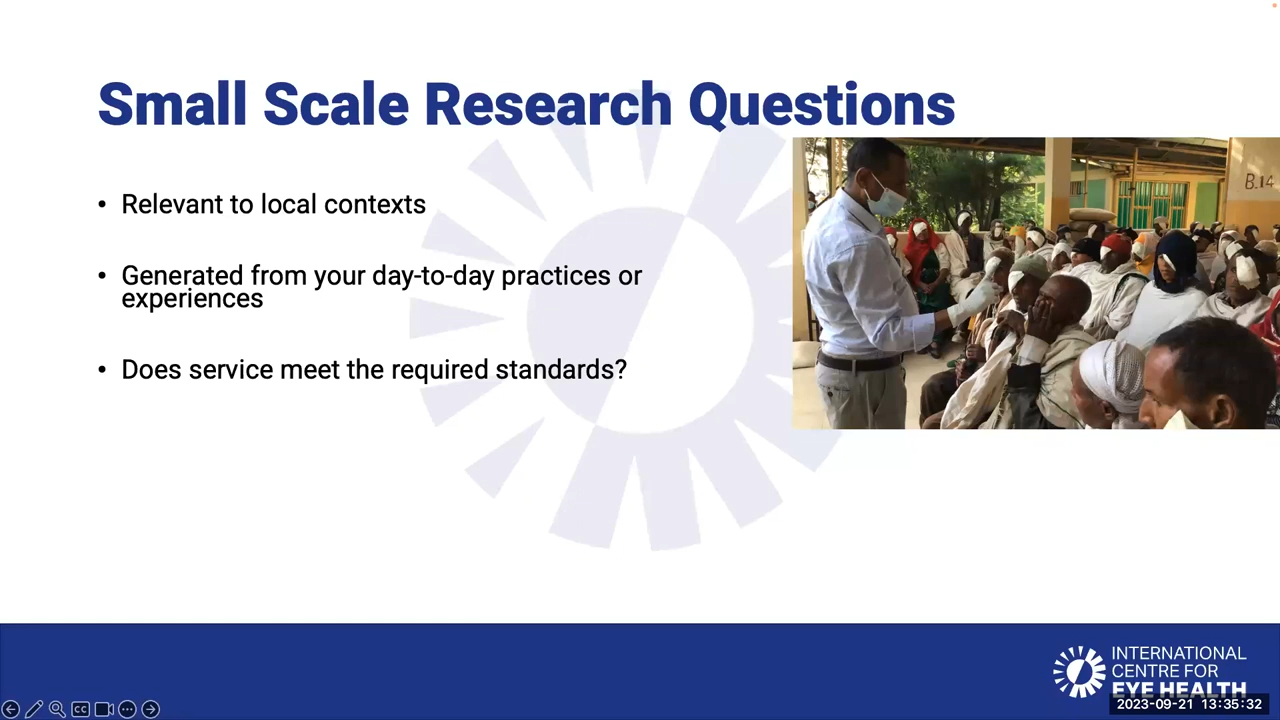 Small Scale Research Questions
B.14
• Relevant to local contexts
• Generated from your day-to-day practices or
experiences
• Does service meet the required standards?
INTERNATIONAL
CENTRE FOR
EYE HEALTH
CC
2023-09-21 13:35:32